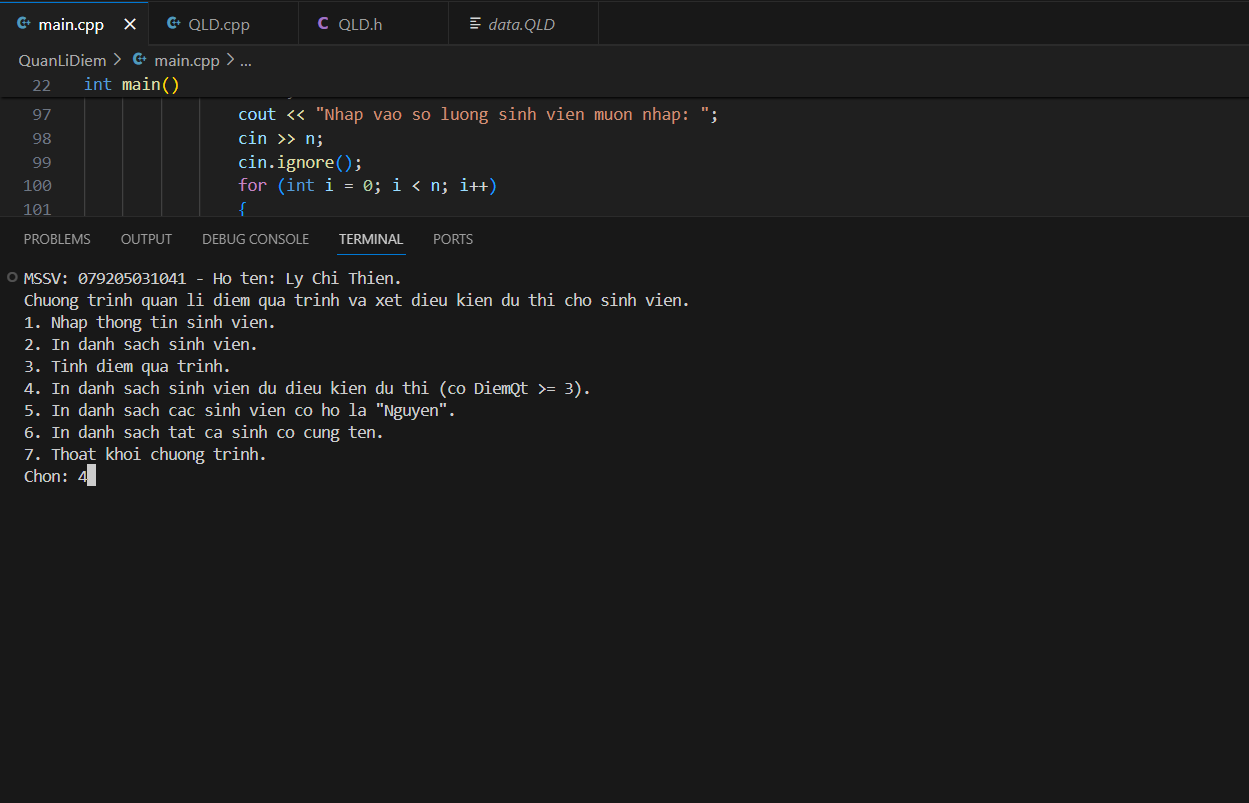 main.cpp QLD.cpp QLD.h data.QLD
QuanLiDiem > main.cpp > ...
22 int main()
97 cout << "Nhap vao so luong sinh vien muon nhap: ";
98 cin >> n;
99 cin.ignore();
100 for (int i = 0; i < n; i++)
101 {
PROBLEMS OUTPUT DEBUG CONSOLE TERMINAL PORTS
MSSV: 079205031041 - Ho ten: Ly Chi Thien.
Chuong trinh quan li diem qua trinh va xet dieu kien du thi cho sinh vien.
1. Nhap thong tin sinh vien.
2. In danh sach sinh vien.
3. Tinh diem qua trinh.
4. In danh sach sinh vien du dieu kien du thi (co DiemQt >= 3).
5. In danh sach cac sinh vien co ho la "Nguyen".
6. In danh sach tat ca sinh co cung ten.
7. Thoat khoi chuong trinh.
Chon: 4